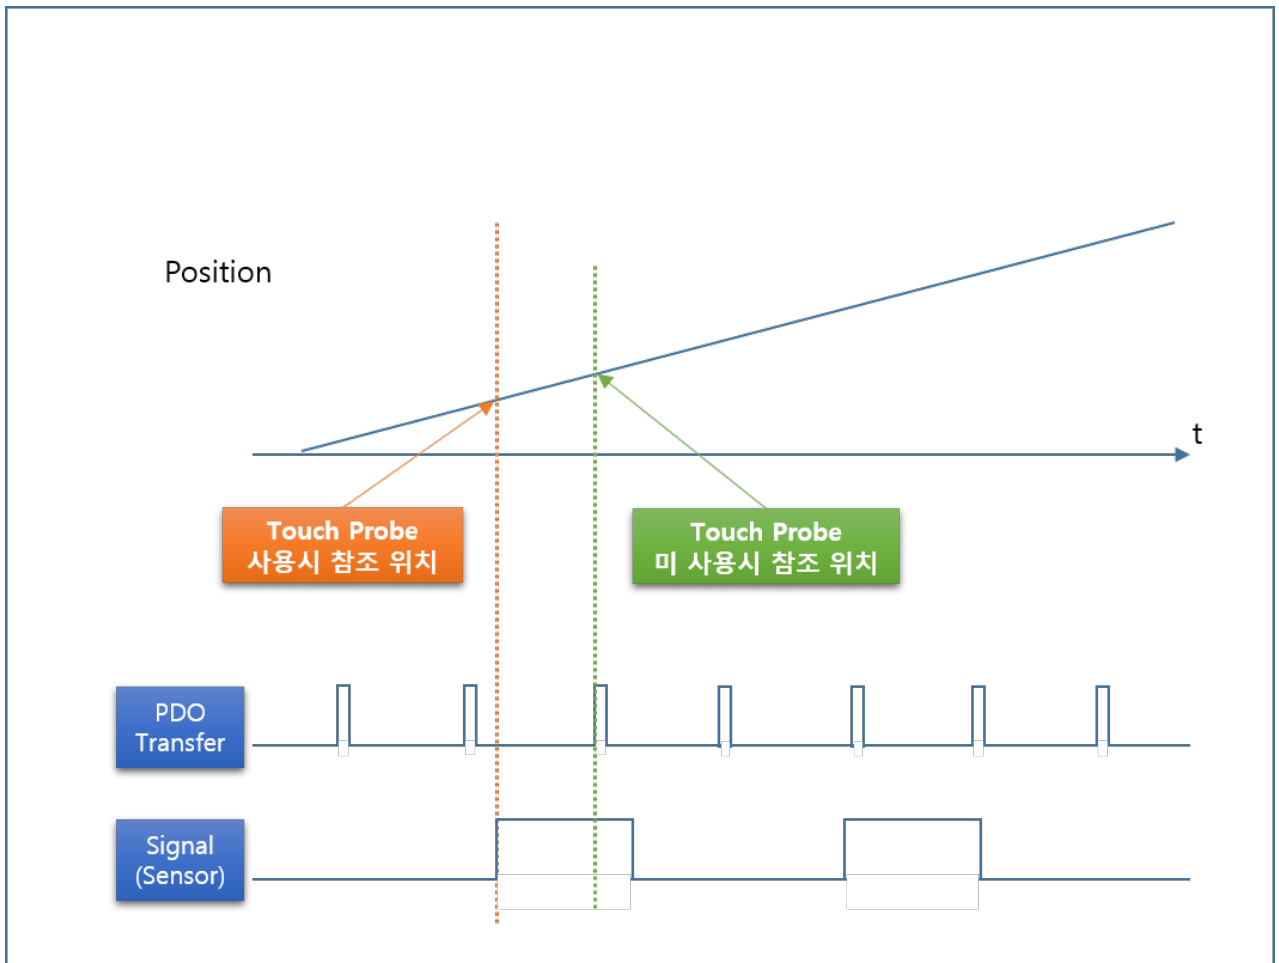 Position
t
Touch Probe
사용시 참조 위치
Touch Probe
미 사용시 참조 위치
PDO
Transfer
Signal
(Sensor)